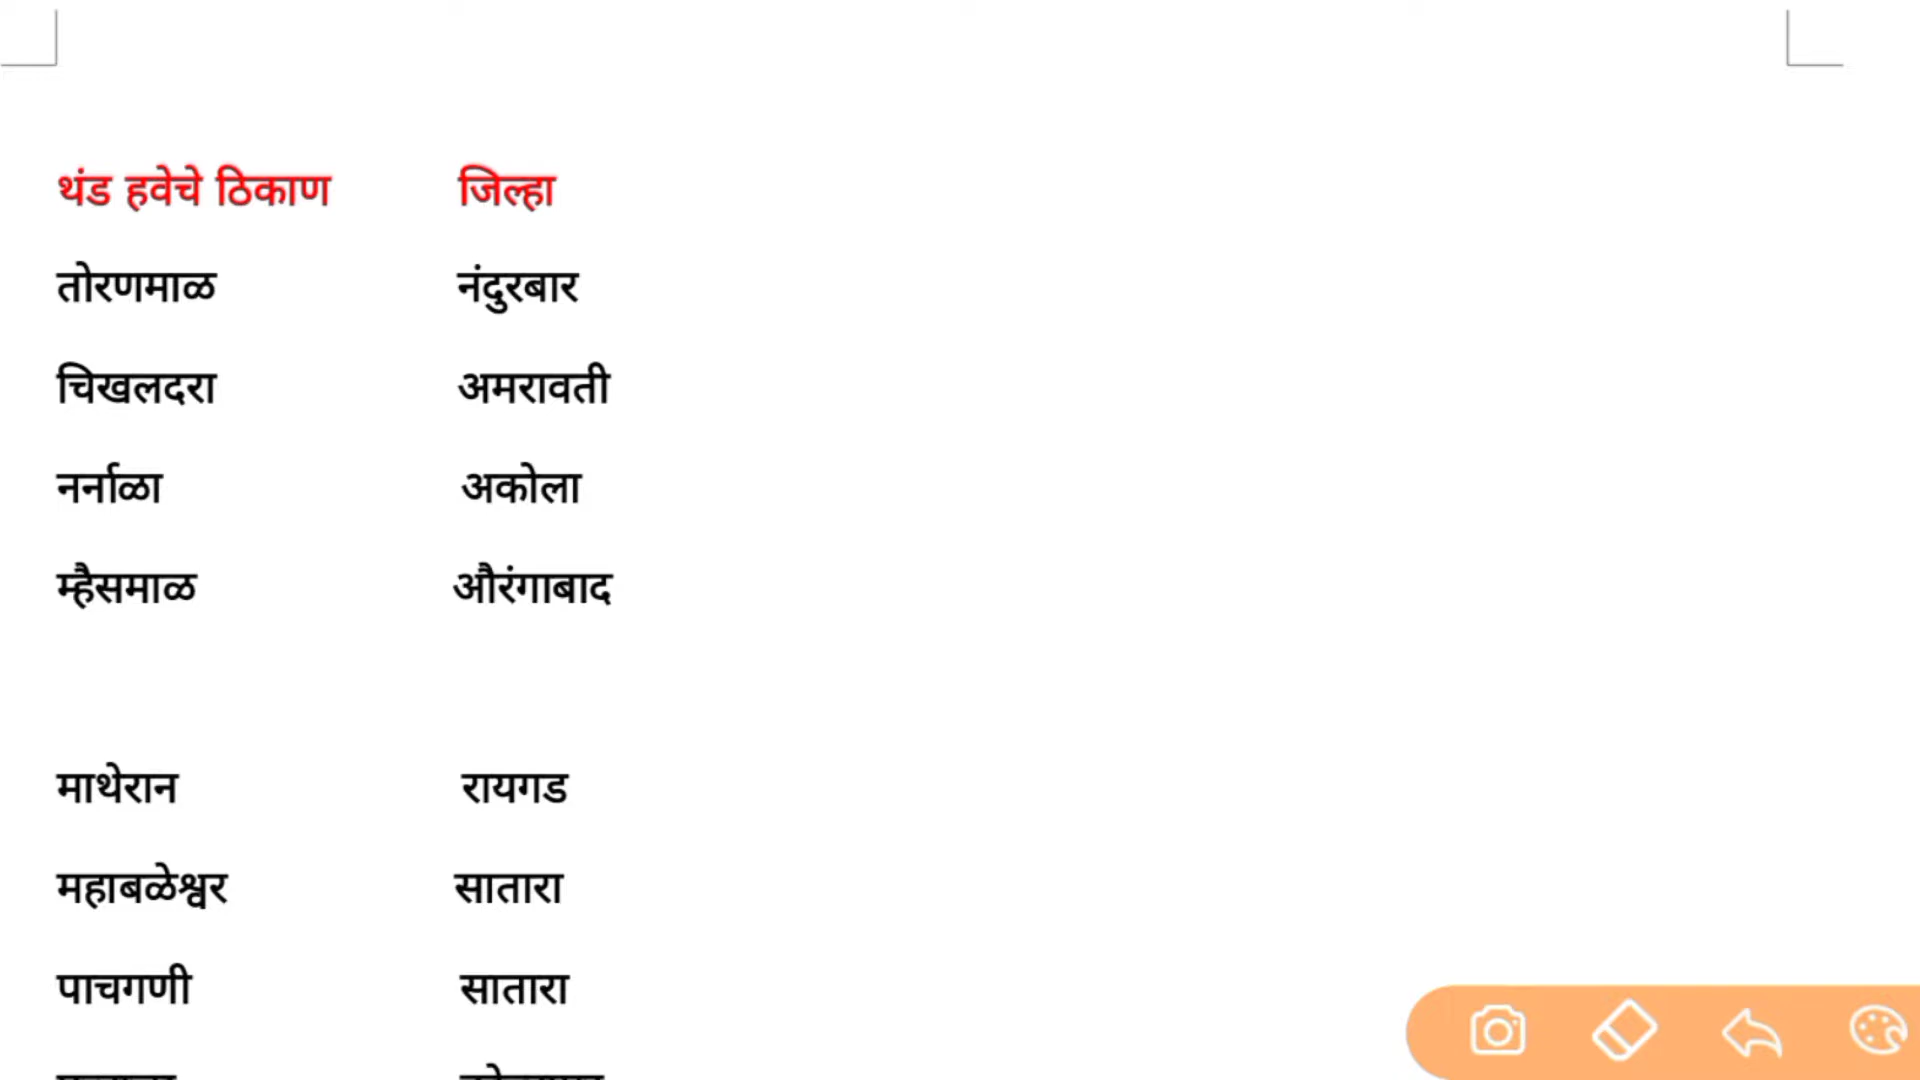 थंड हवेचे ठिकाण जिल्हा
तोरणमाळ नंदुरबार
चिखलदरा अमरावती
नर्नाळा अकोला
म्हैसमाळ औरंगाबाद
माथेरान रायगड
महाबळेश्वर सातारा
पाचगणी सातारा